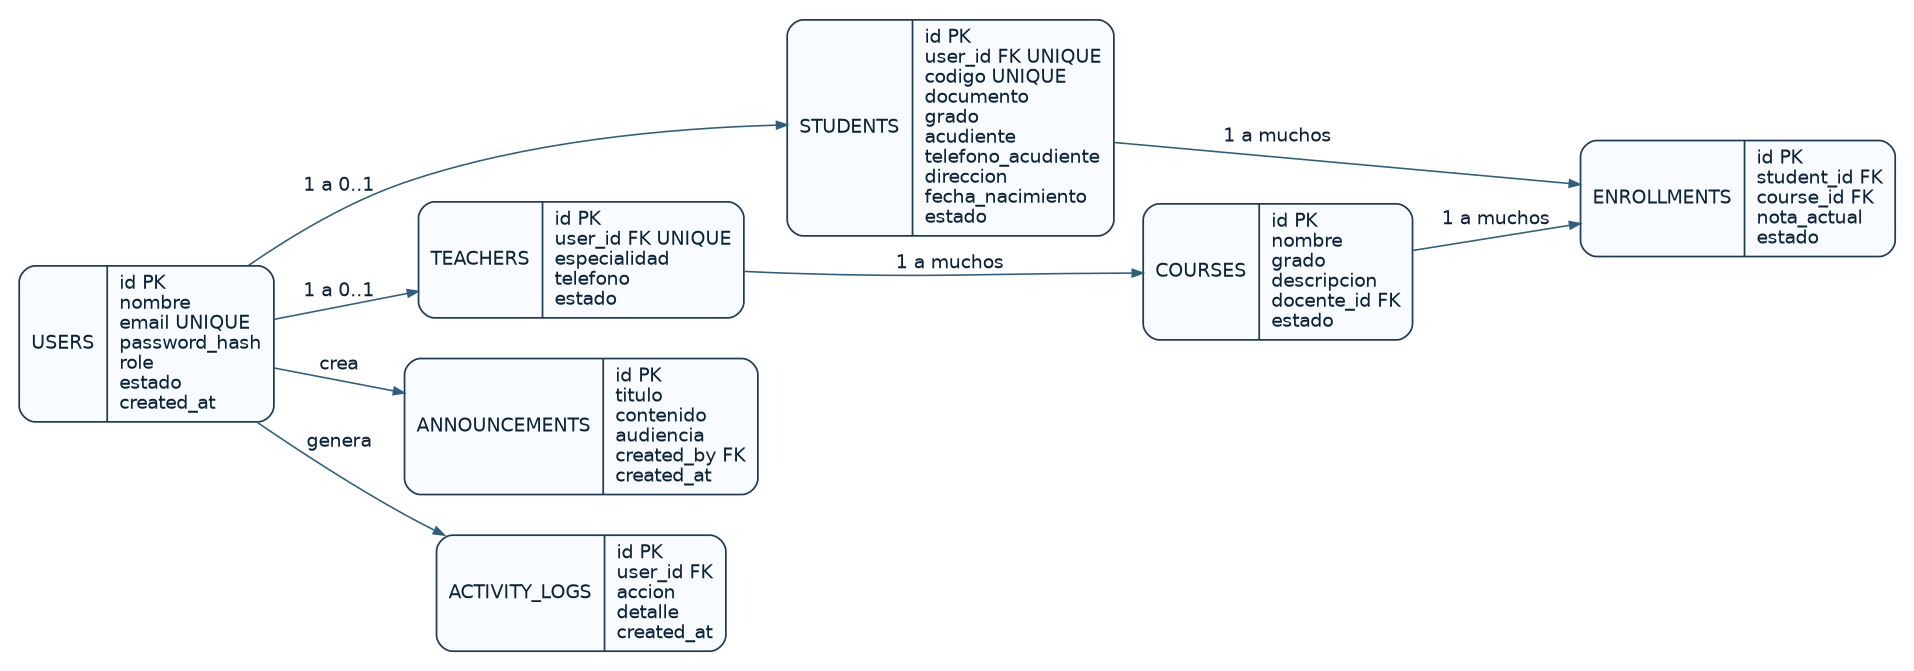 USERS
id PK
nombre
email UNIQUE
password_hash
role
estado
created_at
1 a 0..1
1 a 0..1
crea
genera
STUDENTS
id PK
user_id FK UNIQUE
codigo UNIQUE
documento
grado
acudiente
telefono_acudiente
direccion
fecha_nacimiento
estado
TEACHERS
id PK
user_id FK UNIQUE
especialidad
telefono
estado
ANNOUNCEMENTS
id PK
titulo
contenido
audiencia
created_by FK
created_at
ACTIVITY_LOGS
id PK
user_id FK
accion
detalle
created_at
1 a muchos
1 a muchos
COURSES
id PK
nombre
grado
descripcion
docente_id FK
estado
1 a muchos
ENROLLMENTS
id PK
student_id FK
course_id FK
nota_actual
estado